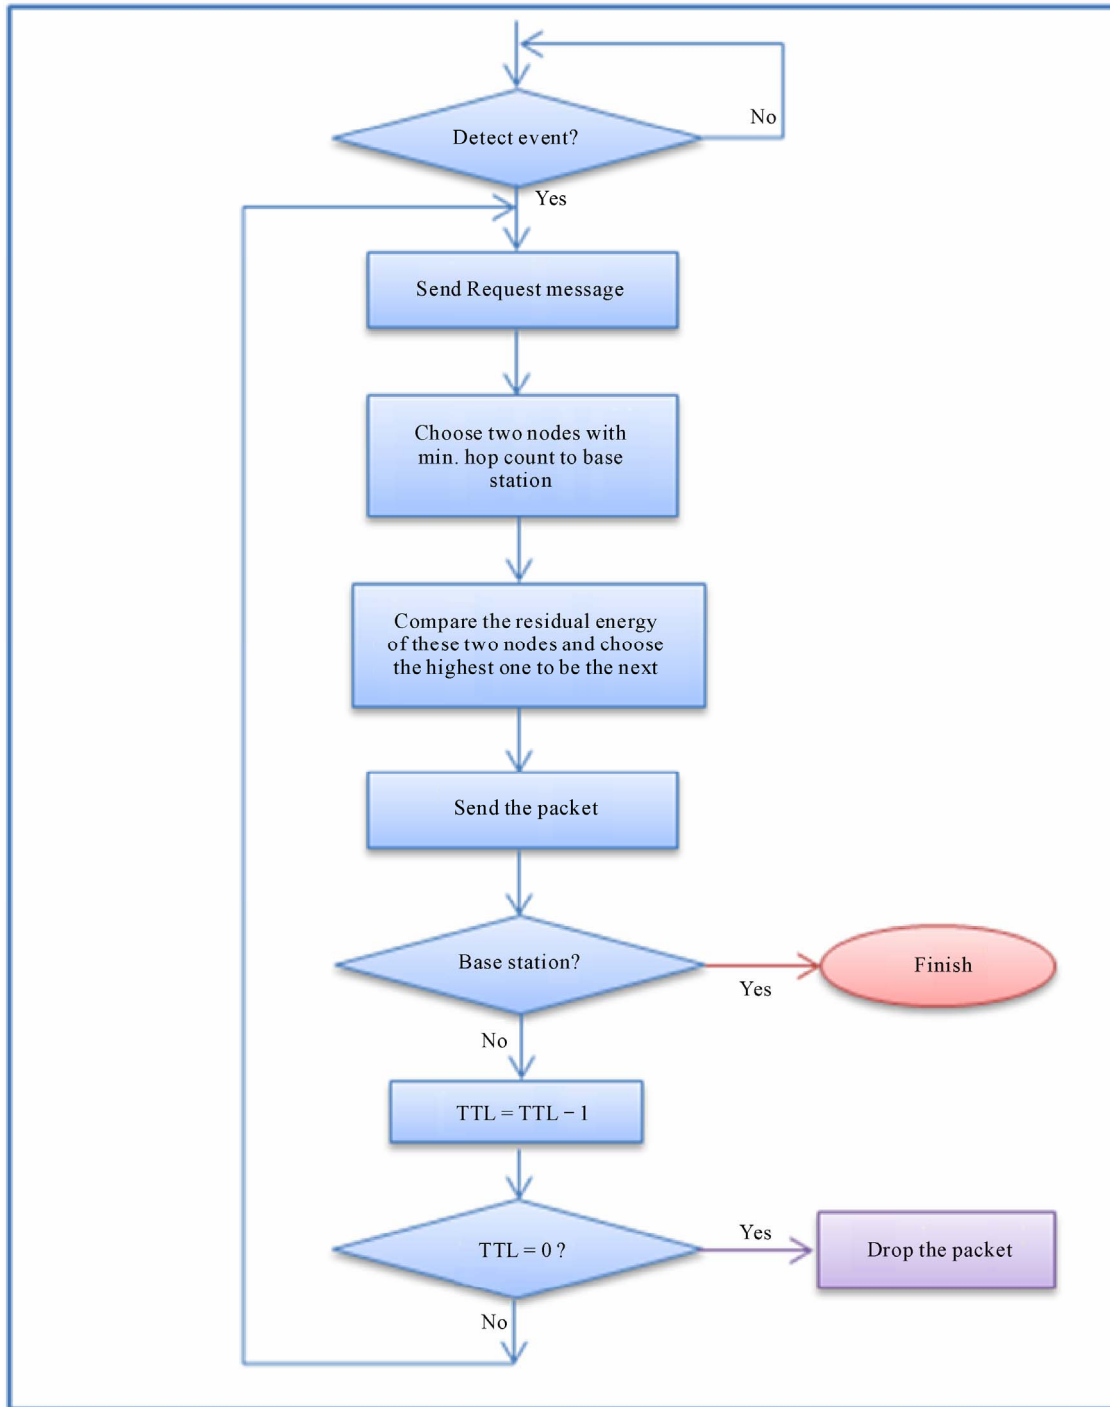 Detect event?
No
Yes
Send Request message
Choose two nodes with
min. hop count to base
station
Compare the residual energy
of these two nodes and choose
the highest one to be the next
Send the packet
Base station?
Yes
Finish
No
TTL = TTL − 1
TTL = 0 ?
Yes
Drop the packet
No